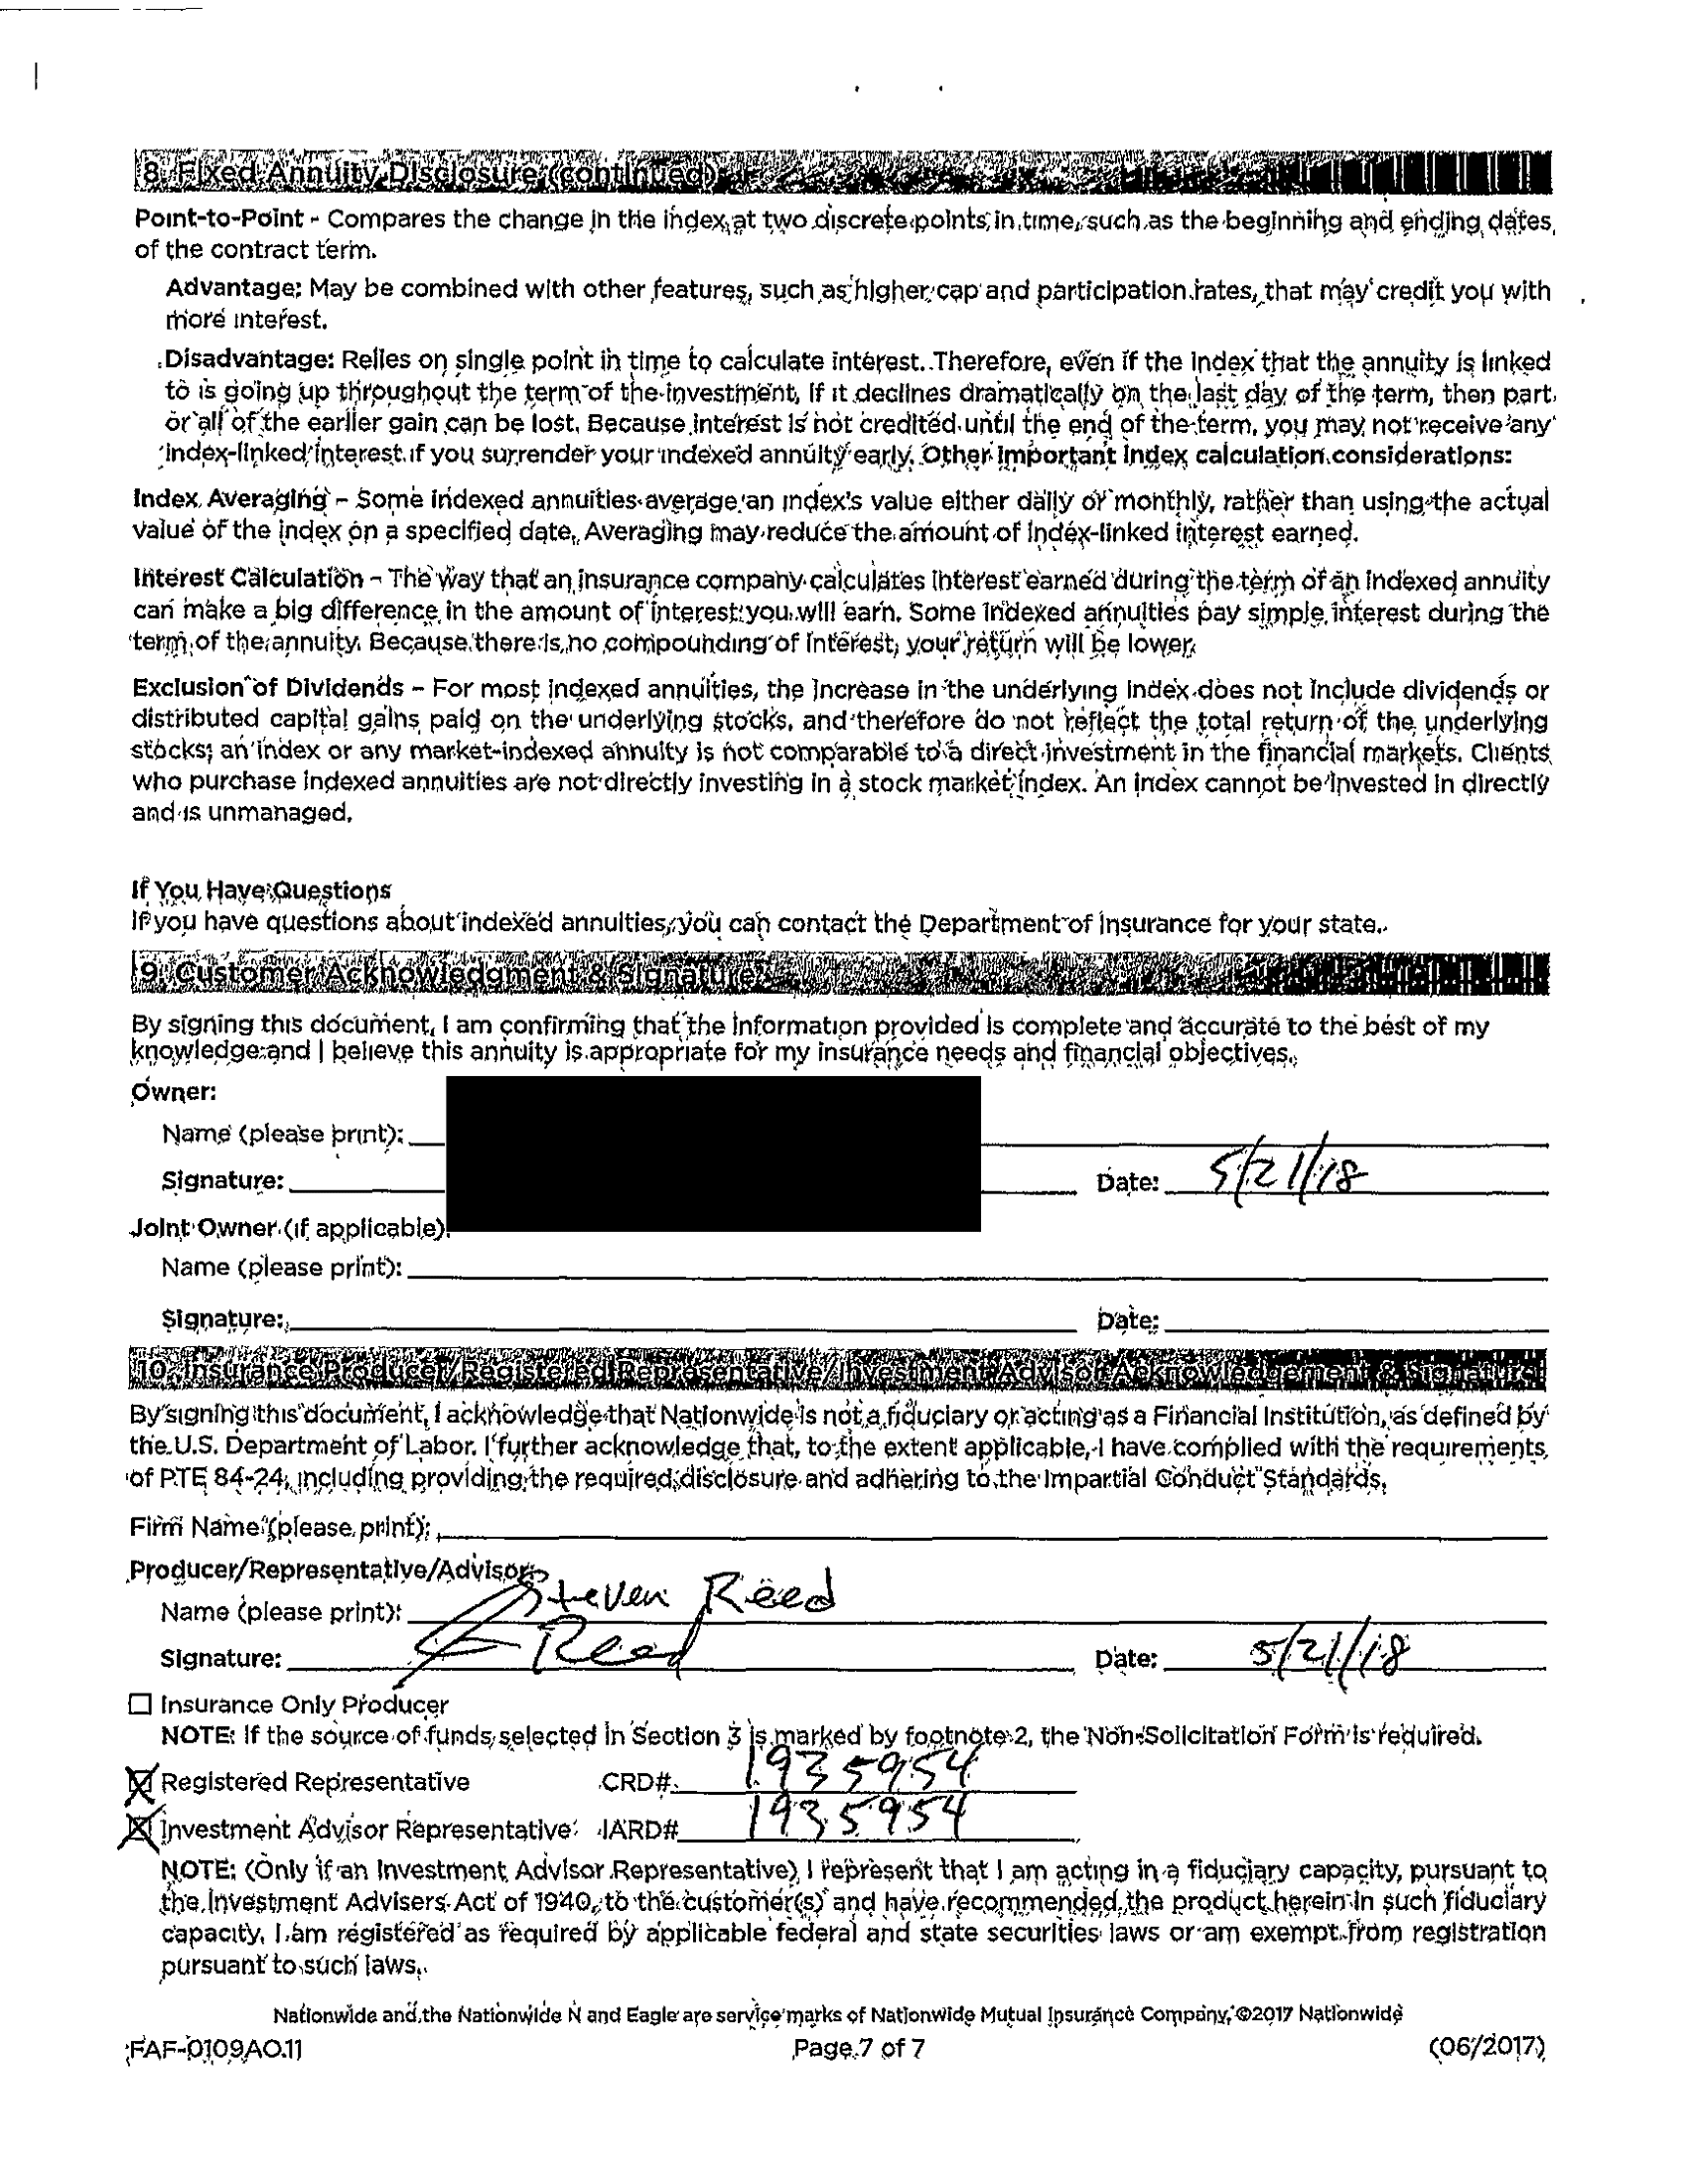 8. Fixed Annuity Disclosure (continued)
Point-to-Point - Compares the change in the index at two discrete points in time, such as the beginning and ending dates
of the contract term.
Advantage: May be combined with other features, such as higher cap and participation rates, that may credit you with
more interest.
Disadvantage: Relies on single point in time to calculate interest. Therefore, even if the index that the annuity is linked
to is going up throughout the term of the investment, if it declines dramatically on the last day of the term, then part
or all of the earlier gain can be lost. Because interest is not credited until the end of the term, you may not receive any
index-linked interest if you surrender your indexed annuity early. Other important index calculation considerations:
Index Averaging – Some indexed annuities average an index's value either daily or monthly, rather than using the actual
value of the index on a specified date. Averaging may reduce the amount of index-linked interest earned.
Interest Calculation – The way that an insurance company calculates interest earned during the term of an indexed annuity
can make a big difference in the amount of interest you will earn. Some indexed annuities pay simple interest during the
term of the annuity. Because there is no compounding of interest, your return will be lower.
Exclusion of Dividends – For most indexed annuities, the increase in the underlying index does not include dividends or
distributed capital gains paid on the underlying stocks, and therefore do not reflect the total return of the underlying
stocks; an index or any market-indexed annuity is not comparable to a direct investment in the financial markets. Clients
who purchase indexed annuities are not directly investing in a stock market index. An index cannot be invested in directly
and is unmanaged.
If You Have Questions
If you have questions about indexed annuities, you can contact the Department of Insurance for your state.
9. Customer Acknowledgment & Signature
By signing this document, I am confirming that the information provided is complete and accurate to the best of my
knowledge and I believe this annuity is appropriate for my insurance needs and financial objectives.
Owner:
Name (please print):
Signature: Date: 5/21/18
Joint Owner (if applicable):
Name (please print):
Signature: Date:
10. Insurance Producer/Registered Representative/Investment Advisor Acknowledgement & Signature
By signing this document, I acknowledge that Nationwide is not a fiduciary or acting as a Financial Institution, as defined by
the U.S. Department of Labor. I further acknowledge that, to the extent applicable, I have complied with the requirements
of PTE 84-24, including providing the required disclosure and adhering to the Impartial Conduct Standards.
Firm Name (please print):
Producer/Representative/Advisor:
Name (please print): Steven Reed
Signature: S Reed Date: 5/21/18
☐ Insurance Only Producer
NOTE: If the source of funds selected in Section 3 is marked by footnote 2, the Non-Solicitation Form is required.
☒ Registered Representative CRD#: 1935954
☒ Investment Advisor Representative IARD# 1935954
NOTE: (Only if an Investment Advisor Representative) I represent that I am acting in a fiduciary capacity, pursuant to
the Investment Advisers Act of 1940, to the customer(s) and have recommended the product herein in such fiduciary
capacity. I am registered as required by applicable federal and state securities laws or am exempt from registration
pursuant to such laws.
Nationwide and the Nationwide N and Eagle are service marks of Nationwide Mutual Insurance Company, ©2017 Nationwide
FAF-0109AO.11 Page 7 of 7 (06/2017)